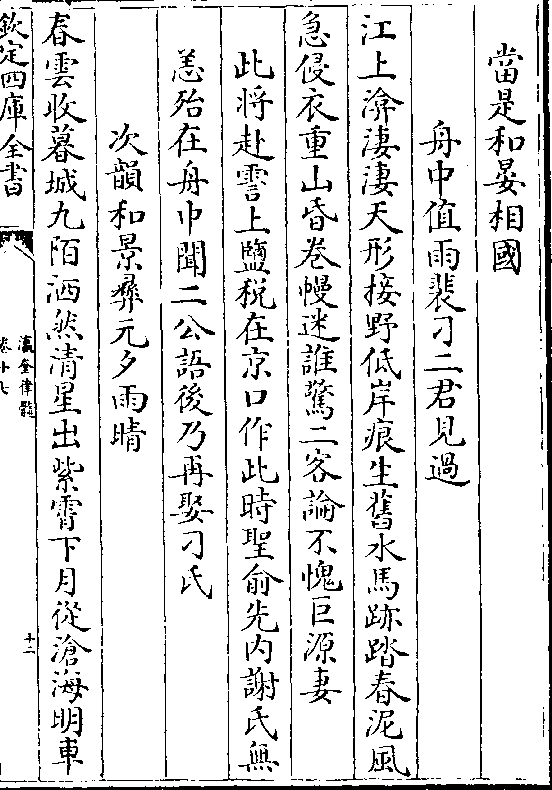 當是和晏相國
舟中值雨裴刁二君見過
江上渰淒淒天形接野低岸痕生舊水馬跡踏春泥風
急侵衣重山昏卷幔迷誰驚二客論不愧巨源妻
此将赴霅上鹽税在京口作此時聖俞先内謝氏無
恙殆在舟中聞二公語後乃再娶刁氏
次韻和景彞元夕雨晴
春雲收暮城九陌洒然清星出紫霄下月從滄海明車
欽定四庫全書
瀛奎律髓
卷十七
十二